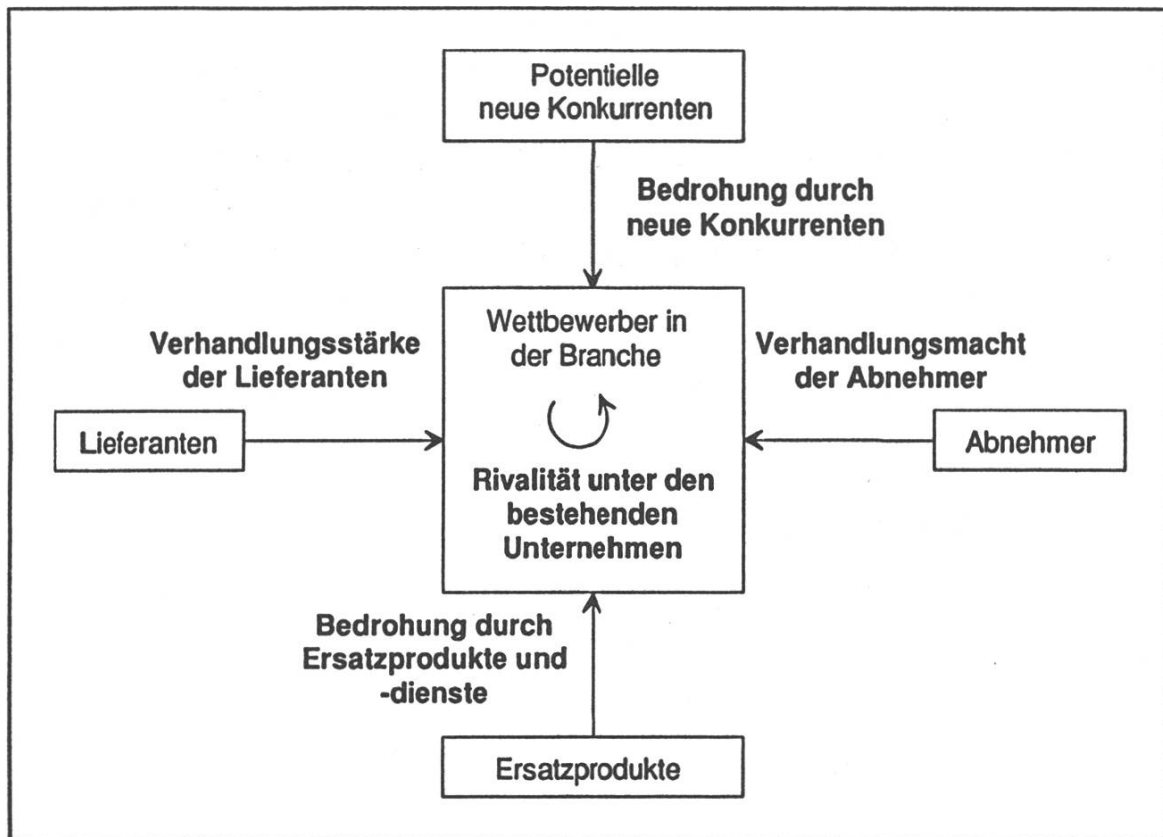 Potentielle
neue Konkurrenten
Bedrohung durch
neue Konkurrenten
Verhandlungsstärke
der Lieferanten
Lieferanten
Wettbewerber in
der Branche
Rivalität unter den
bestehenden
Unternehmen
Verhandlungsmacht
der Abnehmer
Abnehmer
Bedrohung durch
Ersatzprodukte und
-dienste
Ersatzprodukte